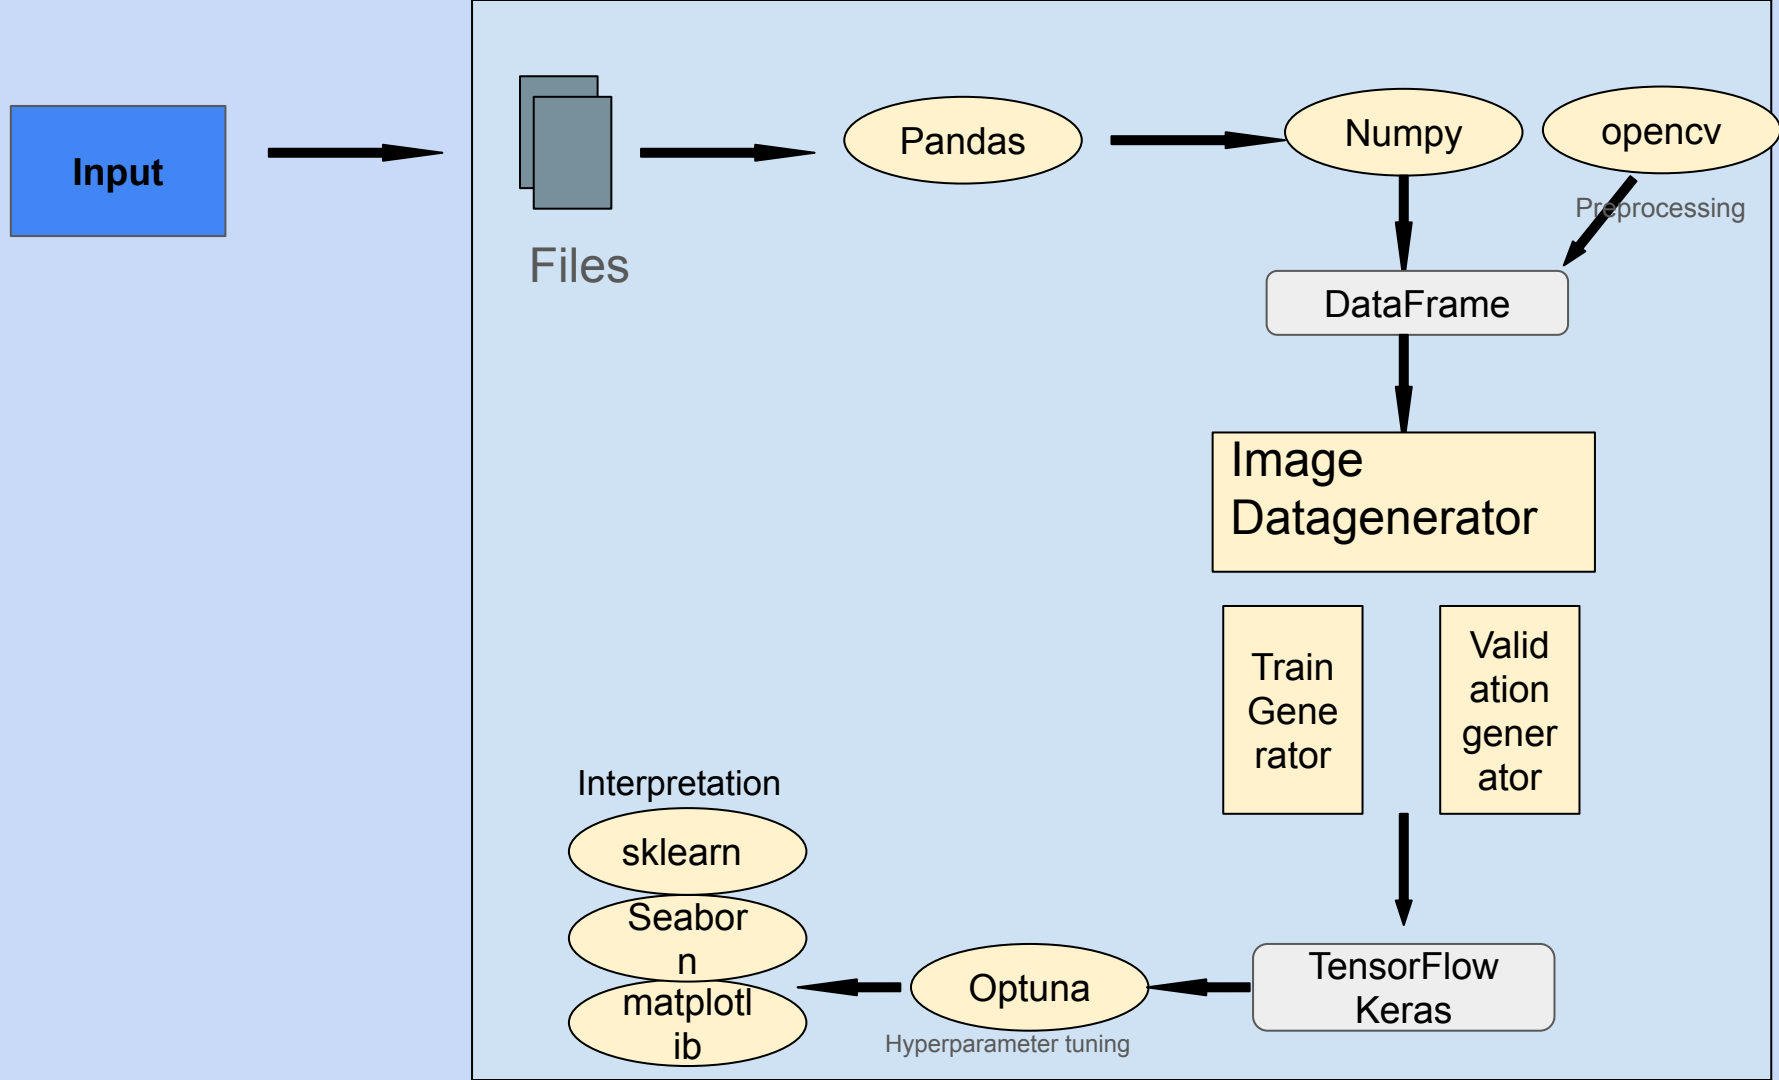 Input
Files
Pandas
Numpy
opencv
Preprocessing
DataFrame
Image
Datagenerator
Train
Gene
rator
Valid
ation
gener
ator
TensorFlow
Keras
Optuna
Hyperparameter tuning
Interpretation
sklearn
Seabor
n
matplotl
ib